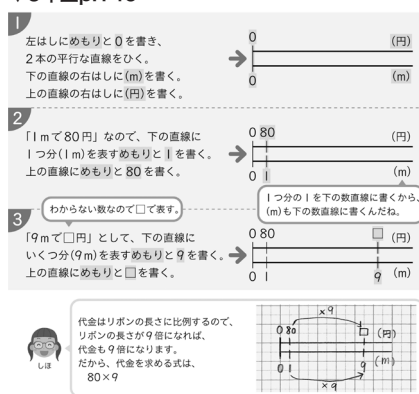 1
左はしにめもりと0を書き、
2本の平行な直線をひく。
下の直線の右はしに(m)を書く。
上の直線の右はしに(円)を書く。
0 (円)
0 (m)
2
「1mで80円」なので、下の直線に
1つ分(1m)を表すめもりと1を書く。
上の直線にめもりと80を書く。
0 80 (円)
0 1 (m)
1つ分の1を下の数直線に書くから、
(m)も下の数直線に書くんだね。
わからない数なので□で表す。
3
「9mで□円」として、下の直線に
いくつ分(9m)を表すめもりと9を書く。
上の直線にめもりと□を書く。
0 80 □ (円)
0 1 9 (m)
代金はリボンの長さに比例するので、
リボンの長さが9倍になれば、
代金も9倍になります。
だから、代金を求める式は、
80×9
しほ
×9
0 80 □ (円)
0 1 9 (m)
×9